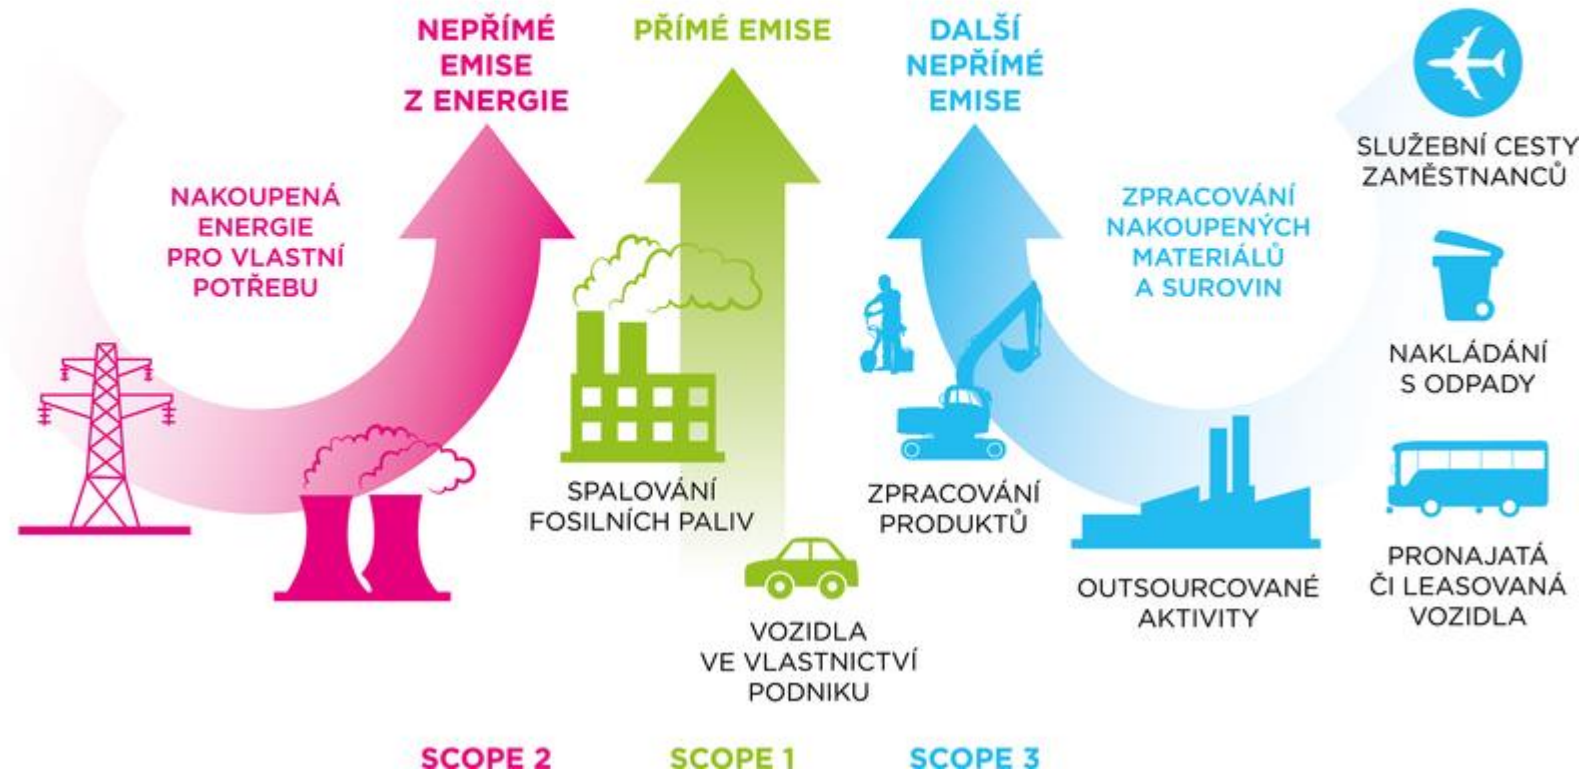 NEPŘÍMÉ
EMISE
Z ENERGIE
PŘÍMÉ EMISE
DALŠÍ
NEPŘÍMÉ
EMISE
SLUŽEBNÍ CESTY
ZAMĚSTNANCŮ
NAKOUPENÁ
ENERGIE
PRO VLASTNÍ
POTŘEBU
ZPRACOVÁNÍ
NAKOUPENÝCH
MATERIÁLŮ
A SUROVIN
NAKLÁDÁNÍ
S ODPADY
SPALOVÁNÍ
FOSILNÍCH PALIV
ZPRACOVÁNÍ
PRODUKTŮ
OUTSOURCOVANÉ
AKTIVITY
PRONAJATÁ
ČI LEASOVANÁ
VOZIDLA
VOZIDLA
VE VLASTNICTVÍ
PODNIKU
SCOPE 2
SCOPE 1
SCOPE 3